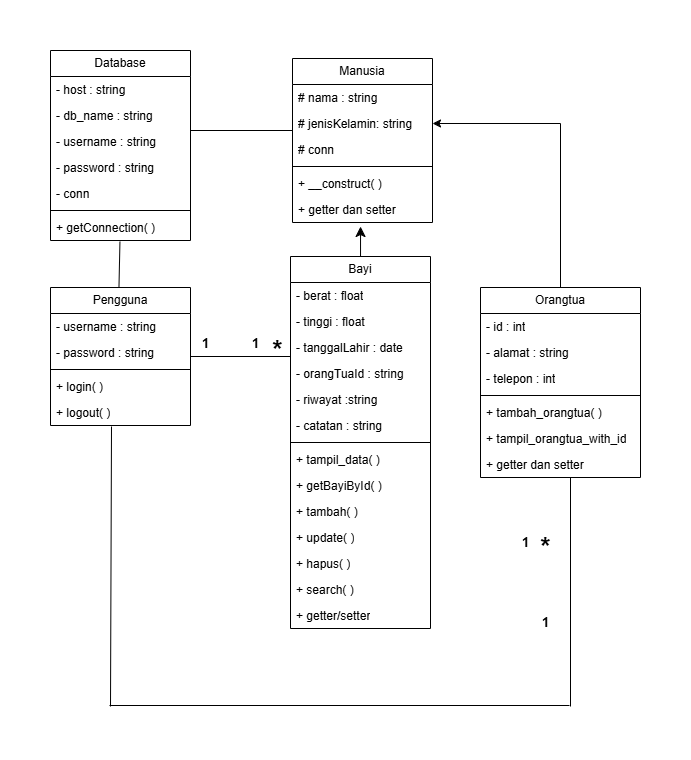 Database
- host : string
- db_name : string
- username : string
- password : string
- conn
+ getConnection( )
Manusia
# nama : string
# jenisKelamin: string
# conn
+ __construct( )
+ getter dan setter
Pengguna
- username : string
- password : string
+ login( )
+ logout( )
1
1 *
Bayi
- berat : float
- tinggi : float
- tanggalLahir : date
- orangTuaId : string
- riwayat :string
- catatan : string
+ tampil_data( )
+ getBayiById( )
+ tambah( )
+ update( )
+ hapus( )
+ search( )
+ getter/setter
Orangtua
- id : int
- alamat : string
- telepon : int
+ tambah_orangtua( )
+ tampil_orangtua_with_id
+ getter dan setter
1 *
1